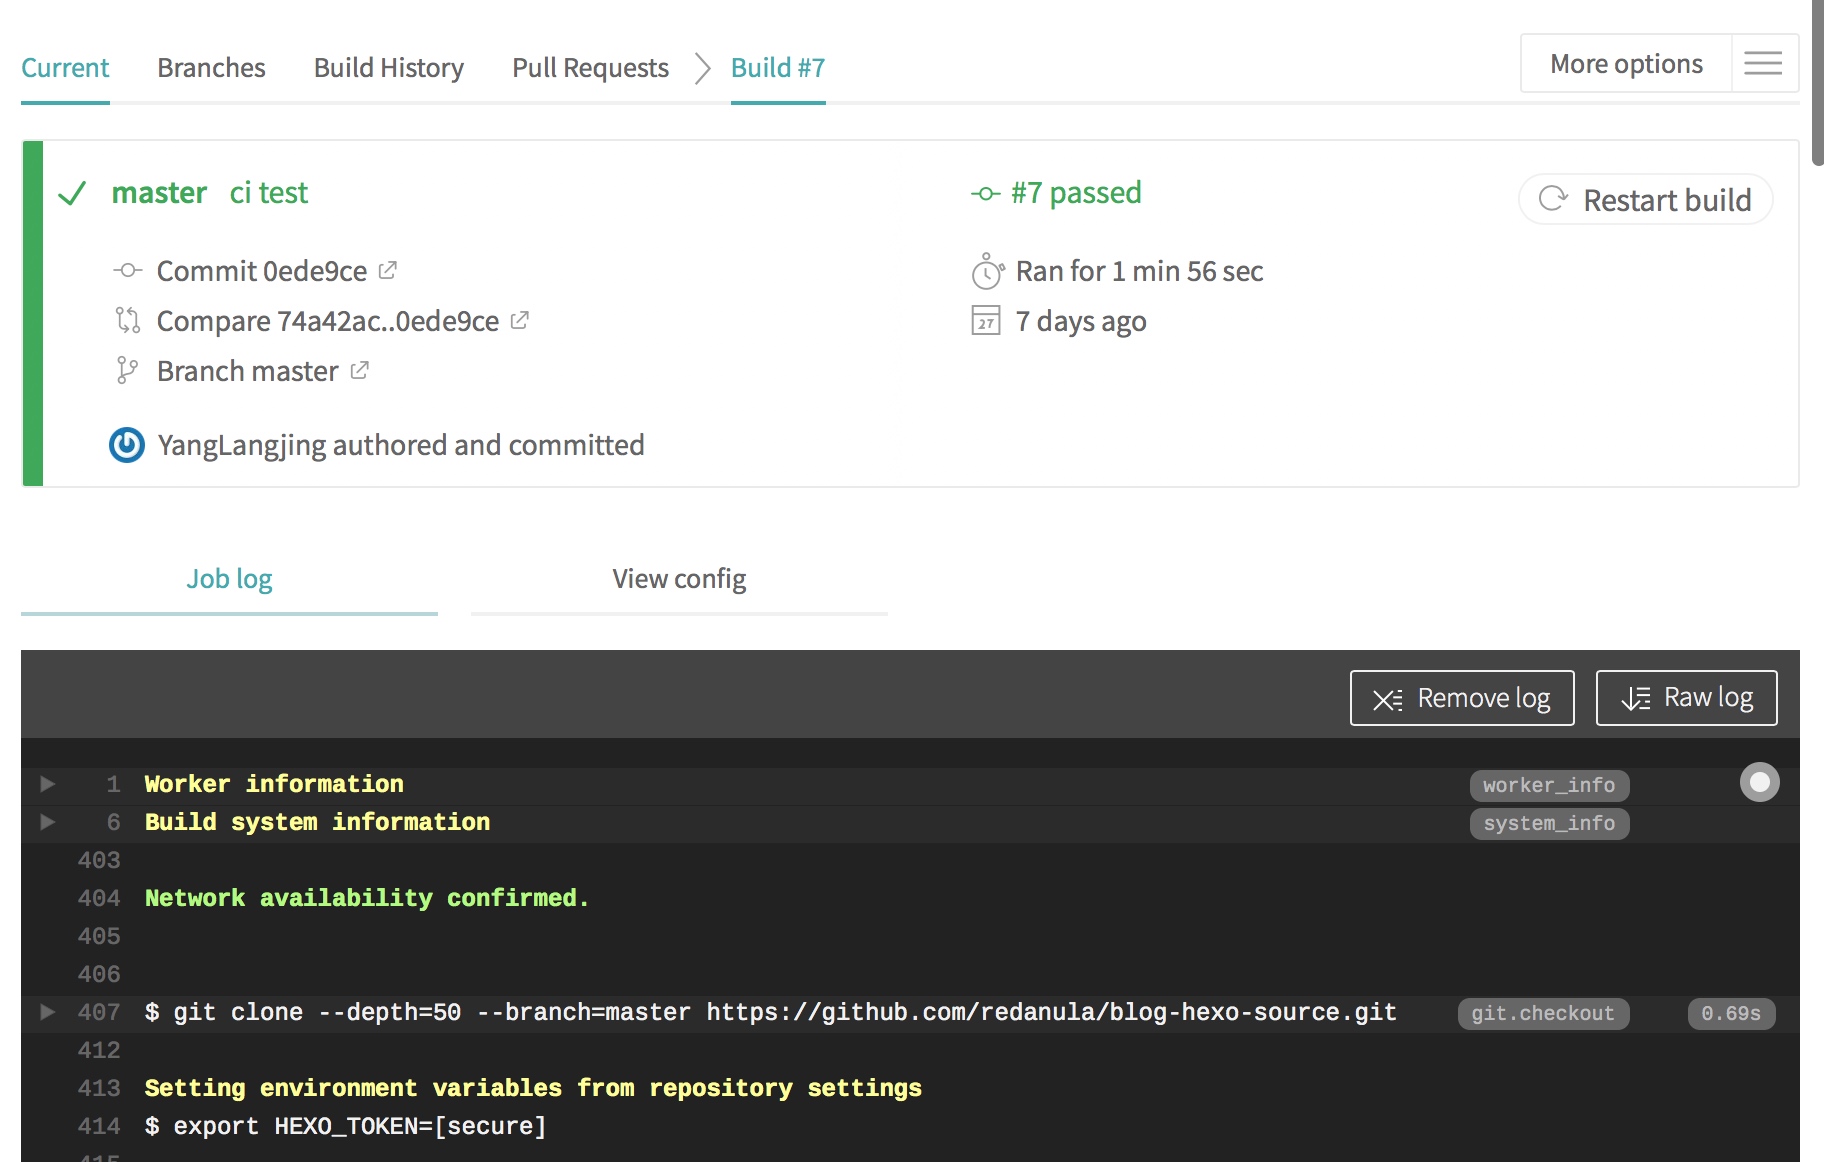 Current Branches Build History Pull Requests Build #7 More options
master ci test
#7 passed
Restart build
Commit 0ede9ce
Ran for 1 min 56 sec
Compare 74a42ac..0ede9ce
27 7 days ago
Branch master
YangLangjing authored and committed
Job log View config
Remove log Raw log
1 Worker information worker_info
6 Build system information system_info
403
404 Network availability confirmed.
405
406
407 $ git clone --depth=50 --branch=master https://github.com/redanula/blog-hexo-source.git git.checkout 0.69s
412
413 Setting environment variables from repository settings
414 $ export HEXO_TOKEN=[secure]
415